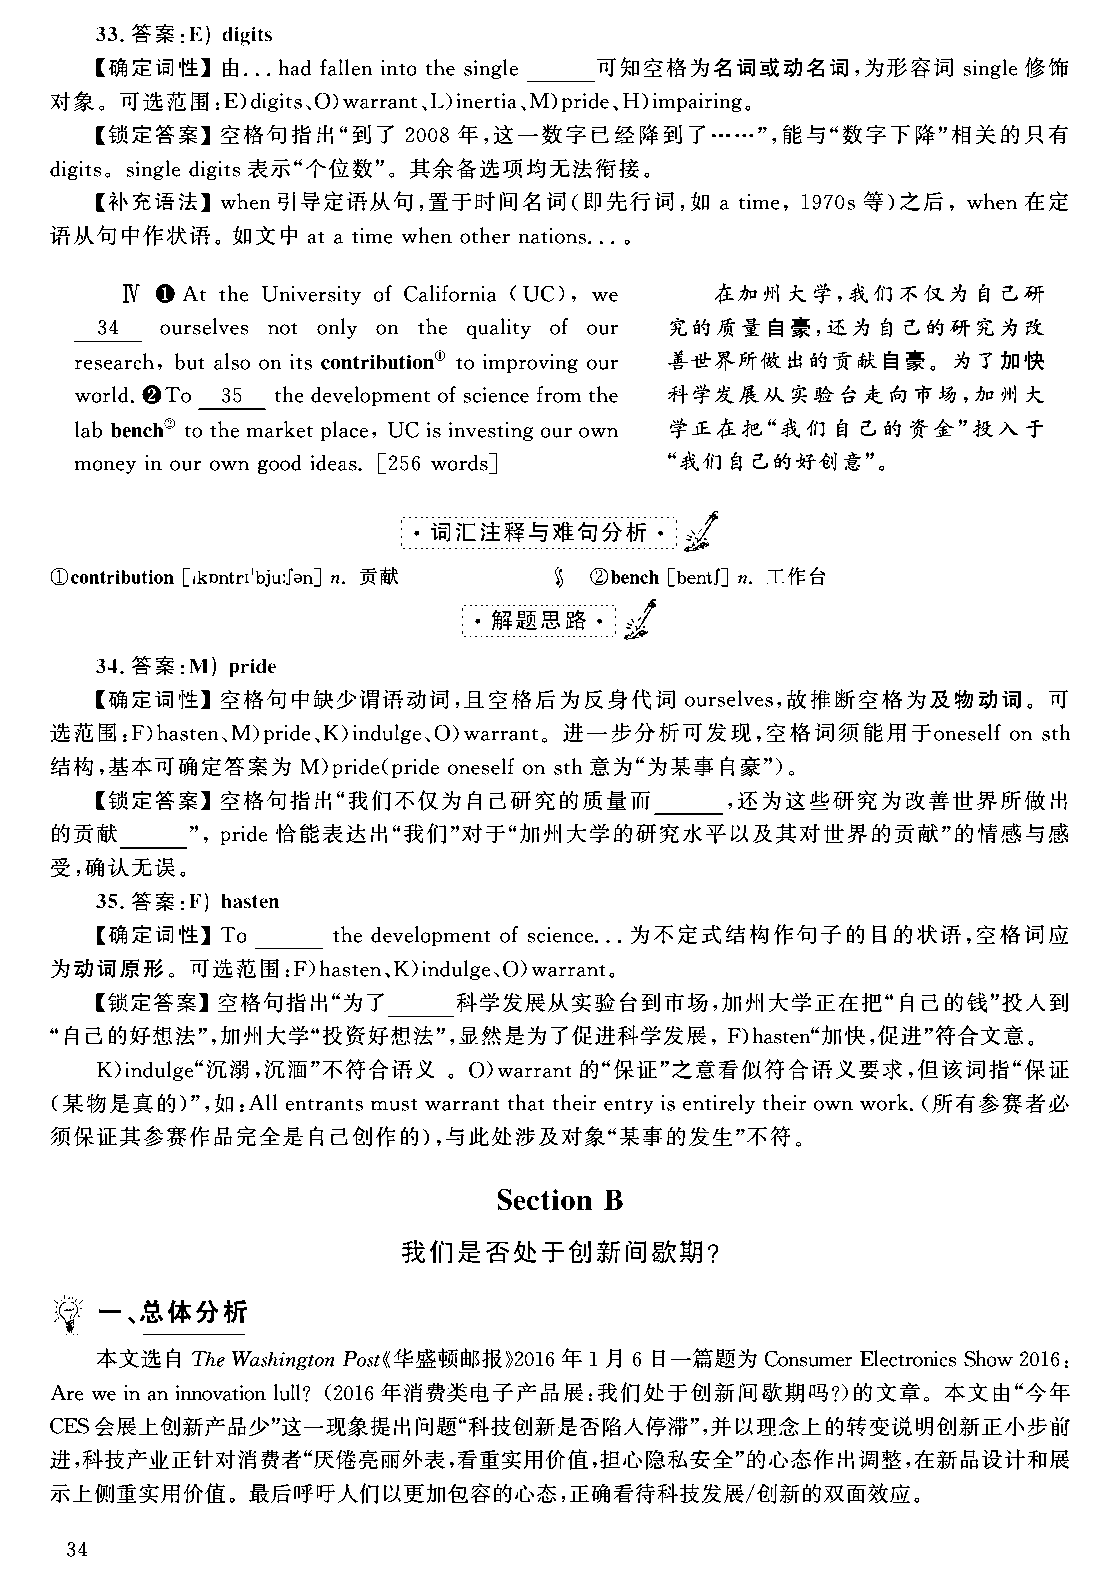 33. 答案:E) digits
【确定词性】由...had fallen into the single ______可知空格为名词或动名词,为形容词 single 修饰
对象。可选范围:E)digits、O)warrant、L)inertia、M)pride、H)impairing。
【锁定答案】空格句指出“到了 2008 年,这一数字已经降到了……”,能与“数字下降”相关的只有
digits。single digits 表示“个位数”。其余备选项均无法衔接。
【补充语法】when 引导定语从句,置于时间名词(即先行词,如 a time, 1970s 等)之后, when 在定
语从句中作状语。如文中 at a time when other nations...。
Ⅳ ❶ At the University of California (UC), we
34 ourselves not only on the quality of our
research, but also on its contribution① to improving our
world. ❷ To 35 the development of science from the
lab bench② to the market place, UC is investing our own
money in our own good ideas. [256 words]
在加州大学,我们不仅为自己研
究的质量自豪,还为自己的研究为改
善世界所做出的贡献自豪。为了加快
科学发展从实验台走向市场,加州大
学正在把“我们自己的资金”投入于
“我们自己的好创意”。
·词汇注释与难句分析·
①contribution [ˌkɒntrɪˈbjuːʃən] n. 贡献
②bench [bentʃ] n. 工作台
·解题思路·
34. 答案:M) pride
【确定词性】空格句中缺少谓语动词,且空格后为反身代词 ourselves,故推断空格为及物动词。可
选范围:F)hasten、M)pride、K)indulge、O)warrant。进一步分析可发现,空格词须能用于oneself on sth
结构,基本可确定答案为 M)pride(pride oneself on sth 意为“为某事自豪”)。
【锁定答案】空格句指出“我们不仅为自己研究的质量而______,还为这些研究为改善世界所做出
的贡献______”, pride 恰能表达出“我们”对于“加州大学的研究水平以及其对世界的贡献”的情感与感
受,确认无误。
35. 答案:F) hasten
【确定词性】To ______ the development of science...为不定式结构作句子的目的状语,空格词应
为动词原形。可选范围:F)hasten、K)indulge、O)warrant。
【锁定答案】空格句指出“为了______科学发展从实验台到市场,加州大学正在把“自己的钱”投入到
“自己的好想法”,加州大学“投资好想法”,显然是为了促进科学发展, F)hasten“加快,促进”符合文意。
K)indulge“沉溺,沉湎”不符合语义 。O)warrant 的“保证”之意看似符合语义要求,但该词指“保证
(某物是真的)”,如:All entrants must warrant that their entry is entirely their own work.(所有参赛者必
须保证其参赛作品完全是自己创作的),与此处涉及对象“某事的发生”不符。
Section B
我们是否处于创新间歇期?
一、总体分析
本文选自 The Washington Post《华盛顿邮报》2016 年 1 月 6 日一篇题为 Consumer Electronics Show 2016:
Are we in an innovation lull? (2016 年消费类电子产品展:我们处于创新间歇期吗?)的文章。本文由“今年
CES 会展上创新产品少”这一现象提出问题“科技创新是否陷入停滞”,并以理念上的转变说明创新正小步前
进,科技产业正针对消费者“厌倦亮丽外表,看重实用价值,担心隐私安全”的心态作出调整,在新品设计和展
示上侧重实用价值。最后呼吁人们以更加包容的心态,正确看待科技发展/创新的双面效应。
34